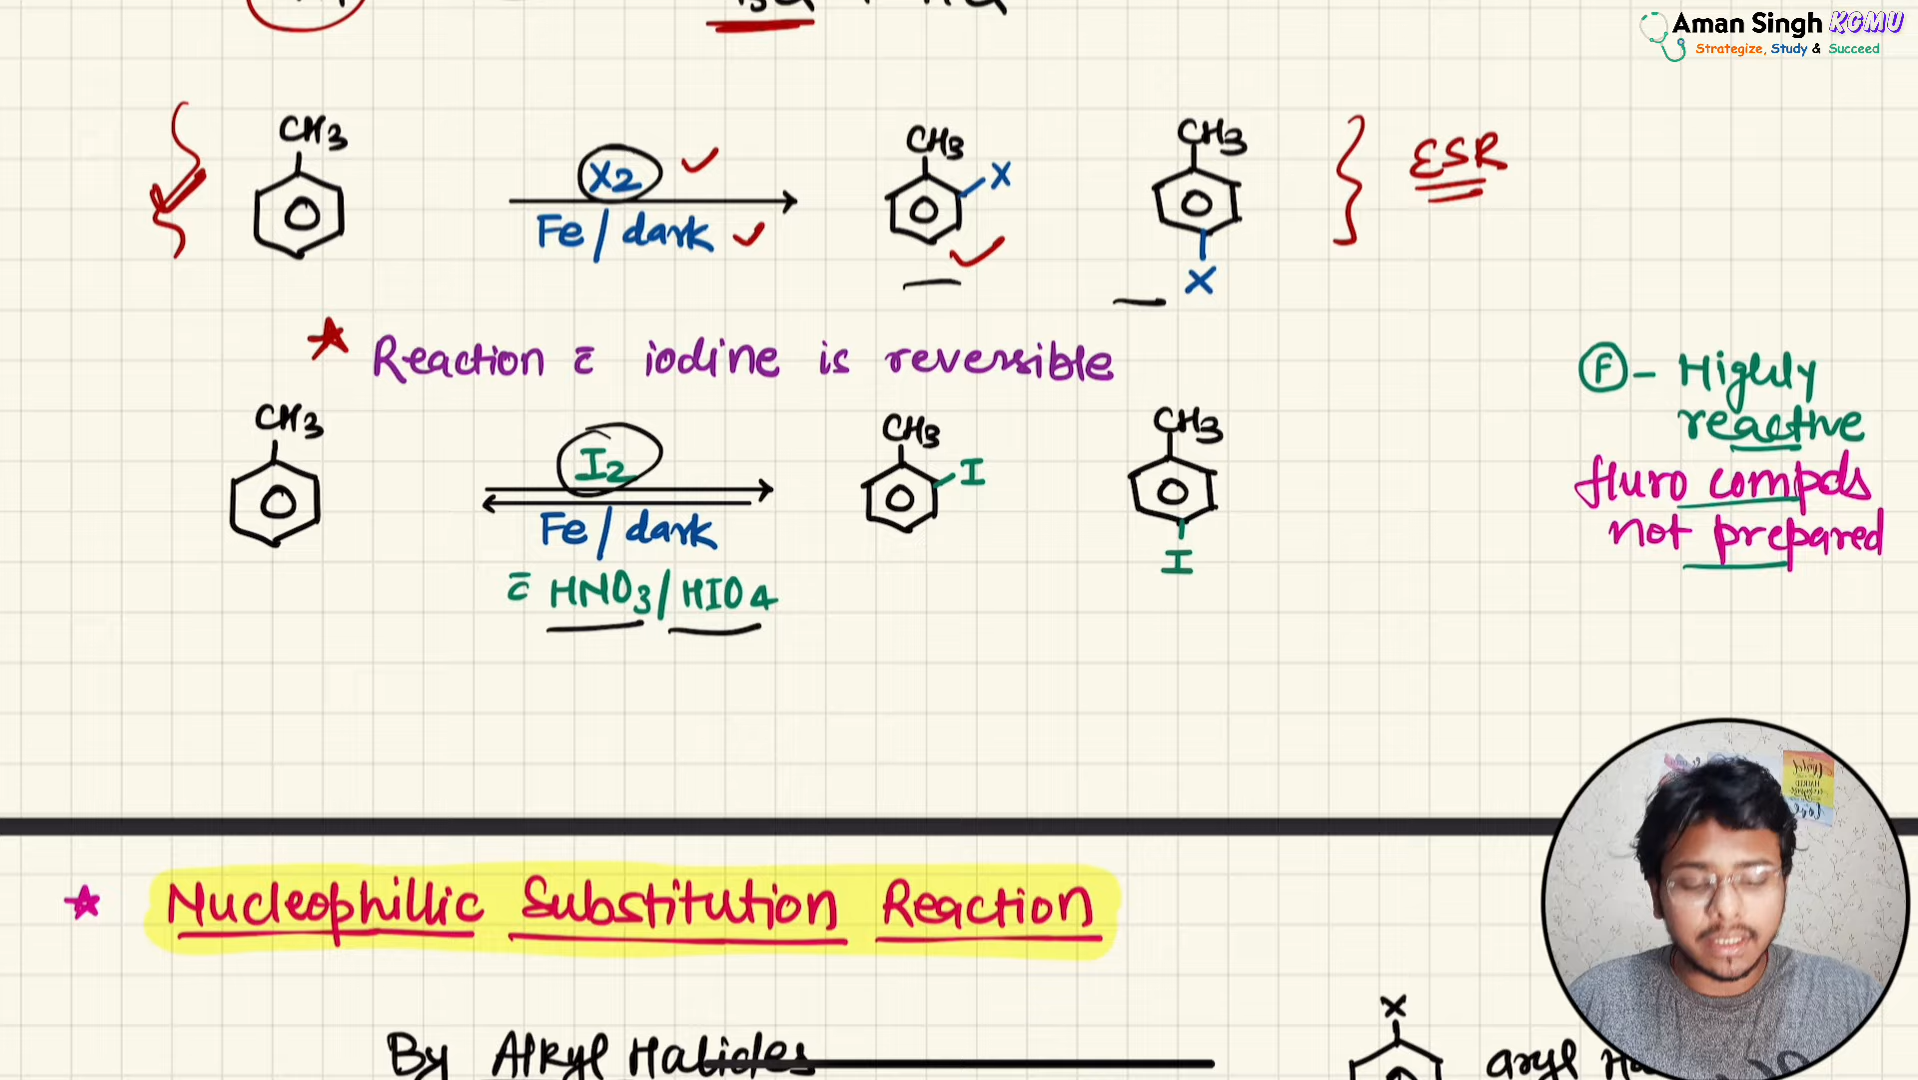 Aman Singh KGMU
Strategize, Study & Succeed
CH3
X2
Fe / dark
CH3
X
CH3
X
ESR
★ Reaction c̄ iodine is reversible
CH3
I2
Fe / dark
c̄ HNO3 / HIO4
CH3
I
CH3
I
F - Highly
reactive
fluro compds
not prepared
★ Nucleophillic Substitution Reaction
By Alkyl Halides
X
aryl